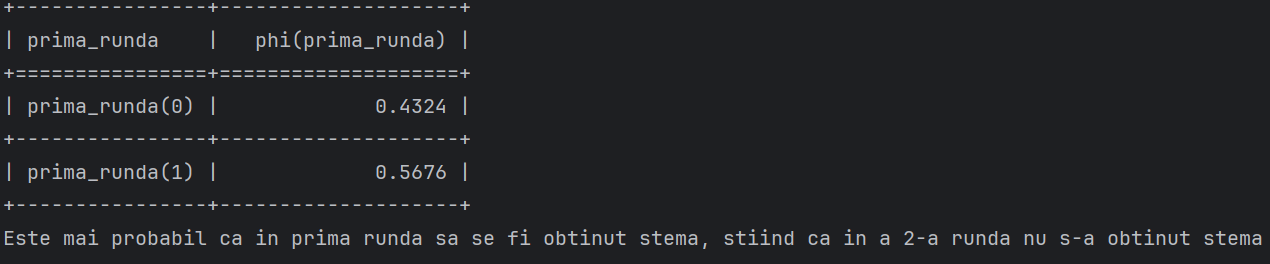 +----------------+--------------------+
| prima_runda    |   phi(prima_runda) |
+================+====================+
| prima_runda(0) |             0.4324 |
+----------------+--------------------+
| prima_runda(1) |             0.5676 |
+----------------+--------------------+
Este mai probabil ca in prima runda sa se fi obtinut stema, stiind ca in a 2-a runda nu s-a obtinut stema